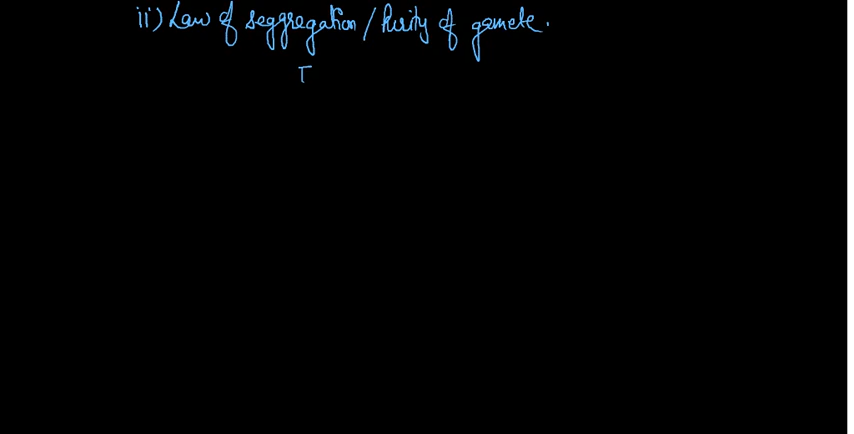 ii) Law of seggregation / Purity of gamete.
T